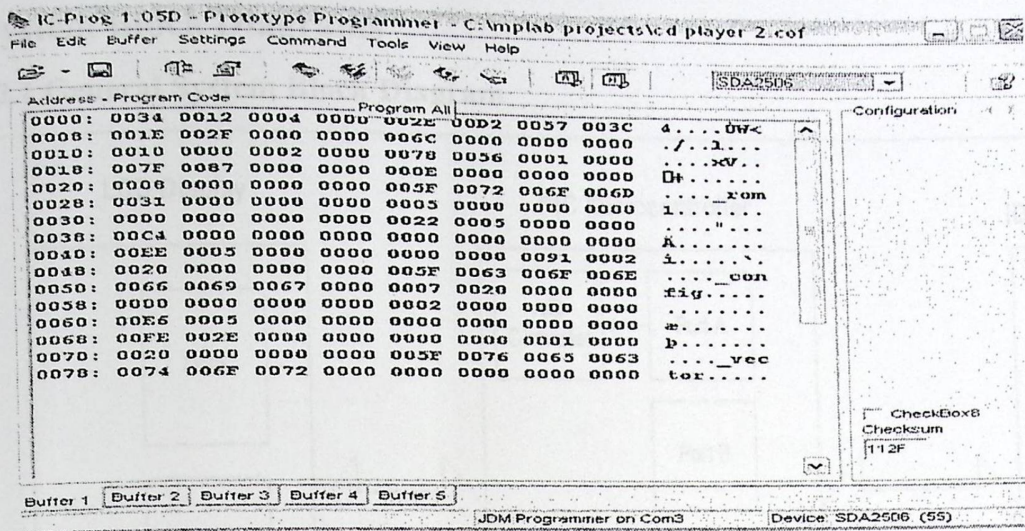 IC-Prog 1.05D - Prototype Programmer - C:\mplab projects\cd player 2.cof
File Edit Buffer Settings Command Tools View Help
SDA2506
Address - Program Code
Program All
Configuration
0000: 0034 0012 0004 0000 002E 00D2 0057 003C 4.....ÒW<
0008: 001E 002F 0000 0000 006C 0000 0000 0000 ./..l...
0010: 0010 0000 0002 0000 0078 0056 0001 0000 ....xV..
0018: 007F 0087 0000 0000 000E 0000 0000 0000
0020: 0008 0000 0000 0000 005F 0072 006F 006D ...._rom
0028: 0031 0000 0000 0000 0005 0000 0000 0000 1.......
0030: 0000 0000 0000 0000 0022 0005 0000 0000 ...."...
0038: 00C4 0000 0000 0000 0000 0000 0000 0000 Ä.......
0040: 00EE 0005 0000 0000 0000 0000 0091 0002 î.....`.
0048: 0020 0000 0000 0000 005F 0063 006F 006E ...._con
0050: 0066 0069 0067 0000 0007 0020 0000 0000 fig.....
0058: 0000 0000 0000 0000 0002 0000 0000 0000 ........
0060: 00E6 0005 0000 0000 0000 0000 0000 0000 æ.......
0068: 00FE 002E 0000 0000 0000 0000 0001 0000 þ.......
0070: 0020 0000 0000 0000 005F 0076 0065 0063 ....._vec
0078: 0074 006F 0072 0000 0000 0000 0000 0000 tor.....
CheckBox8
Checksum
112F
Buffer 1 Buffer 2 Buffer 3 Buffer 4 Buffer 5
JDM Programmer on Com3 Device: SDA2506 (55)